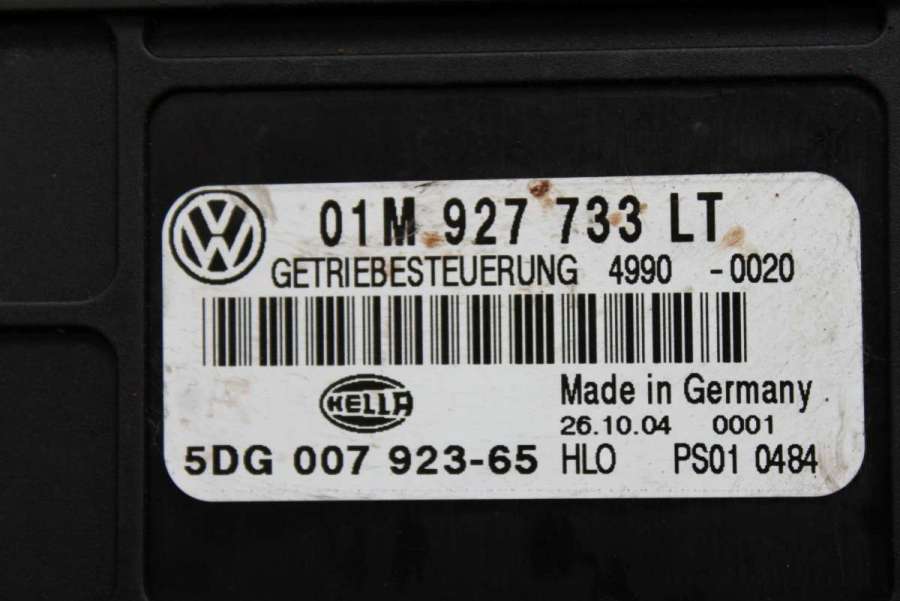 VW 01M 927 733 LT
GETRIEBESTEUERUNG 4990 -0020
HELLA Made in Germany
26.10.04 0001
5DG 007 923-65 HLO PS01 0484